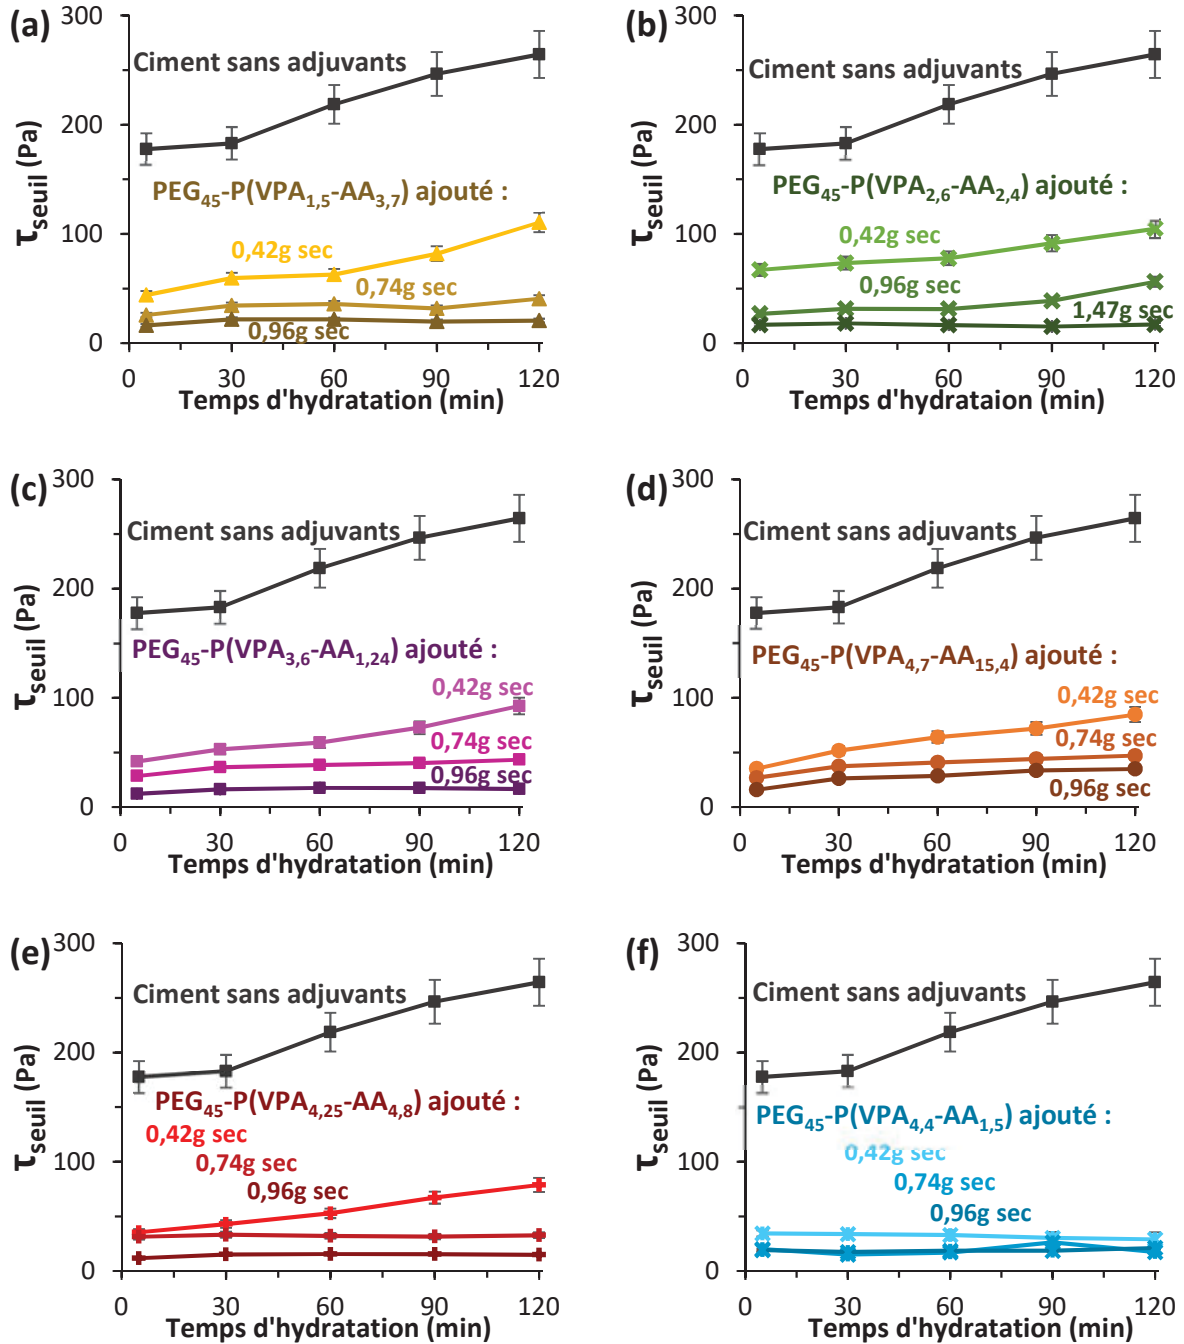 (a)
300
200
100
0
τseuil (Pa)
Ciment sans adjuvants
PEG45-P(VPA1,5-AA3,7) ajouté :
0,42g sec
0,74g sec
0,96g sec
0 30 60 90 120
Temps d'hydratation (min)
(b)
300
200
100
0
τseuil (Pa)
Ciment sans adjuvants
PEG45-P(VPA2,6-AA2,4) ajouté :
0,42g sec
0,96g sec
1,47g sec
0 30 60 90 120
Temps d'hydratation (min)
(c)
300
200
100
0
τseuil (Pa)
Ciment sans adjuvants
PEG45-P(VPA3,6-AA1,24) ajouté :
0,42g sec
0,74g sec
0,96g sec
0 30 60 90 120
Temps d'hydratation (min)
(d)
300
200
100
0
τseuil (Pa)
Ciment sans adjuvants
PEG45-P(VPA4,7-AA15,4) ajouté :
0,42g sec
0,74g sec
0,96g sec
0 30 60 90 120
Temps d'hydratation (min)
(e)
300
200
100
0
τseuil (Pa)
Ciment sans adjuvants
PEG45-P(VPA4,25-AA4,8) ajouté :
0,42g sec
0,74g sec
0,96g sec
0 30 60 90 120
Temps d'hydratation (min)
(f)
300
200
100
0
τseuil (Pa)
Ciment sans adjuvants
PEG45-P(VPA4,4-AA1,5) ajouté :
0,42g sec
0,74g sec
0,96g sec
0 30 60 90 120
Temps d'hydratation (min)